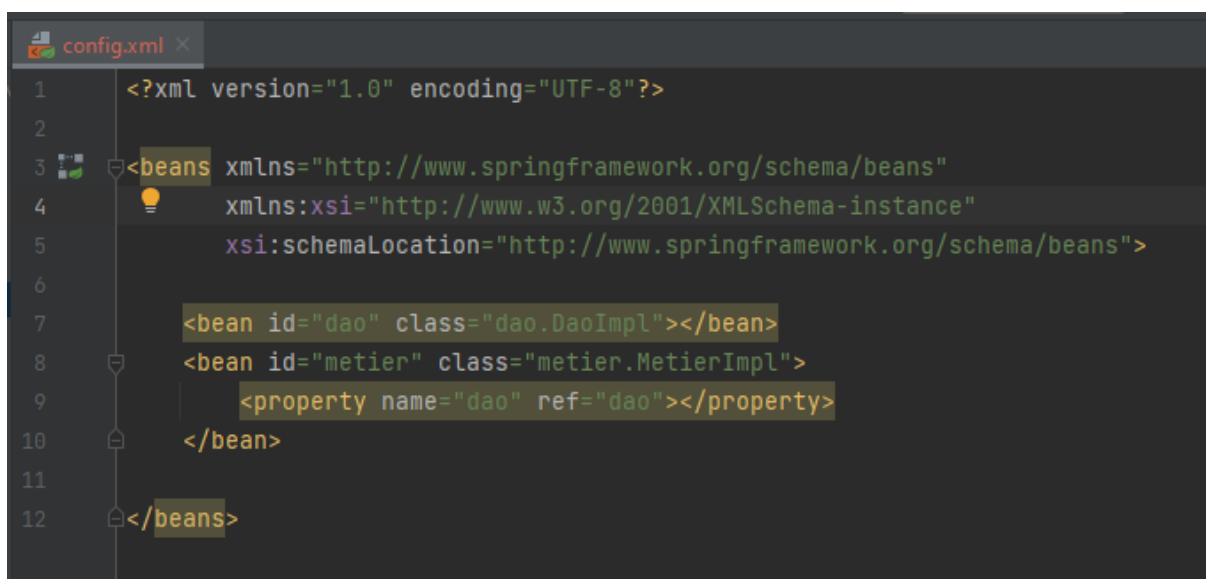 config.xml
1 <?xml version="1.0" encoding="UTF-8"?>
2
3 <beans xmlns="http://www.springframework.org/schema/beans"
4 xmlns:xsi="http://www.w3.org/2001/XMLSchema-instance"
5 xsi:schemaLocation="http://www.springframework.org/schema/beans">
6
7 <bean id="dao" class="dao.DaoImpl"></bean>
8 <bean id="metier" class="metier.MetierImpl">
9 <property name="dao" ref="dao"></property>
10 </bean>
11
12 </beans>